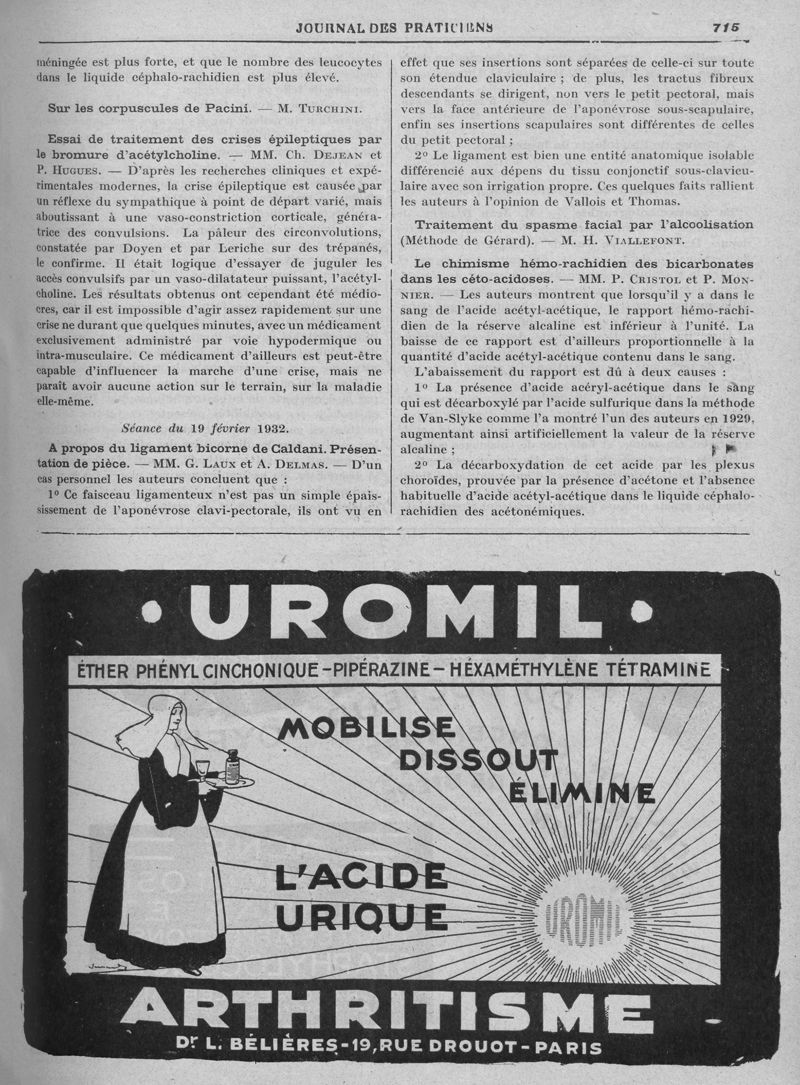 JOURNAL DES PRATICIENS 715
méningée est plus forte, et que le nombre des leucocytes
dans le liquide céphalo-rachidien est plus élevé.
Sur les corpuscules de Pacini. — M. TURCHINI.
Essai de traitement des crises épileptiques par
le bromure d'acétylcholine. — MM. Ch. DEJEAN et
P. HUGUES. — D'après les recherches cliniques et expé-
rimentales modernes, la crise épileptique est causée par
un réflexe du sympathique à point de départ varié, mais
aboutissant à une vaso-constriction corticale, généra-
trice des convulsions. La pâleur des circonvolutions,
constatée par Doyen et par Leriche sur des trépanés,
le confirme. Il était logique d'essayer de juguler les
accès convulsifs par un vaso-dilatateur puissant, l'acétyl-
choline. Les résultats obtenus ont cependant été médio-
cres, car il est impossible d'agir assez rapidement sur une
crise ne durant que quelques minutes, avec un médicament
exclusivement administré par voie hypodermique ou
intra-musculaire. Ce médicament d'ailleurs est peut-être
capable d'influencer la marche d'une crise, mais ne
paraît avoir aucune action sur le terrain, sur la maladie
elle-même.
Séance du 19 février 1932.
A propos du ligament bicorne de Caldani. Présen-
tation de pièce. — MM. G. LAUX et A. DELMAS. — D'un
cas personnel les auteurs concluent que :
1º Ce faisceau ligamenteux n'est pas un simple épais-
sissement de l'aponévrose clavi-pectorale, ils ont vu en
effet que ses insertions sont séparées de celle-ci sur toute
son étendue claviculaire ; de plus, les tractus fibreux
descendants se dirigent, non vers le petit pectoral, mais
vers la face antérieure de l'aponévrose sous-scapulaire,
enfin ses insertions scapulaires sont différentes de celles
du petit pectoral ;
2º Le ligament est bien une entité anatomique isolable
différencié aux dépens du tissu conjonctif sous-clavicu-
laire avec son irrigation propre. Ces quelques faits rallient
les auteurs à l'opinion de Vallois et Thomas.
Traitement du spasme facial par l'alcoolisation
(Méthode de Gérard). — M. H. VIALLEFONT.
Le chimisme hémo-rachidien des bicarbonates
dans les céto-acidoses. — MM. P. CRISTOL et P. MON-
NIER. — Les auteurs montrent que lorsqu'il y a dans le
sang de l'acide acétyl-acétique, le rapport hémo-rachi-
dien de la réserve alcaline est inférieur à l'unité. La
baisse de ce rapport est d'ailleurs proportionnelle à la
quantité d'acide acétyl-acétique contenu dans le sang.
L'abaissement du rapport est dû à deux causes :
1º La présence d'acide acéryl-acétique dans le sang
qui est décarboxylé par l'acide sulfurique dans la méthode
de Van-Slyke comme l'a montré l'un des auteurs en 1929,
augmentant ainsi artificiellement la valeur de la réserve
alcaline ;
2º La décarboxydation de cet acide par les plexus
choroïdes, prouvée par la présence d'acétone et l'absence
habituelle d'acide acétyl-acétique dans le liquide céphalo-
rachidien des acétonémiques.
• UROMIL •
ÉTHER PHÉNYL CINCHONIQUE - PIPÉRAZINE - HÉXAMÉTHYLÈNE TÉTRAMINE
MOBILISE
DISSOUT
ÉLIMINE
L'ACIDE
URIQUE
UROMIL
ARTHRITISME
Dr L. BÉLIÈRES - 19, RUE DROUOT - PARIS